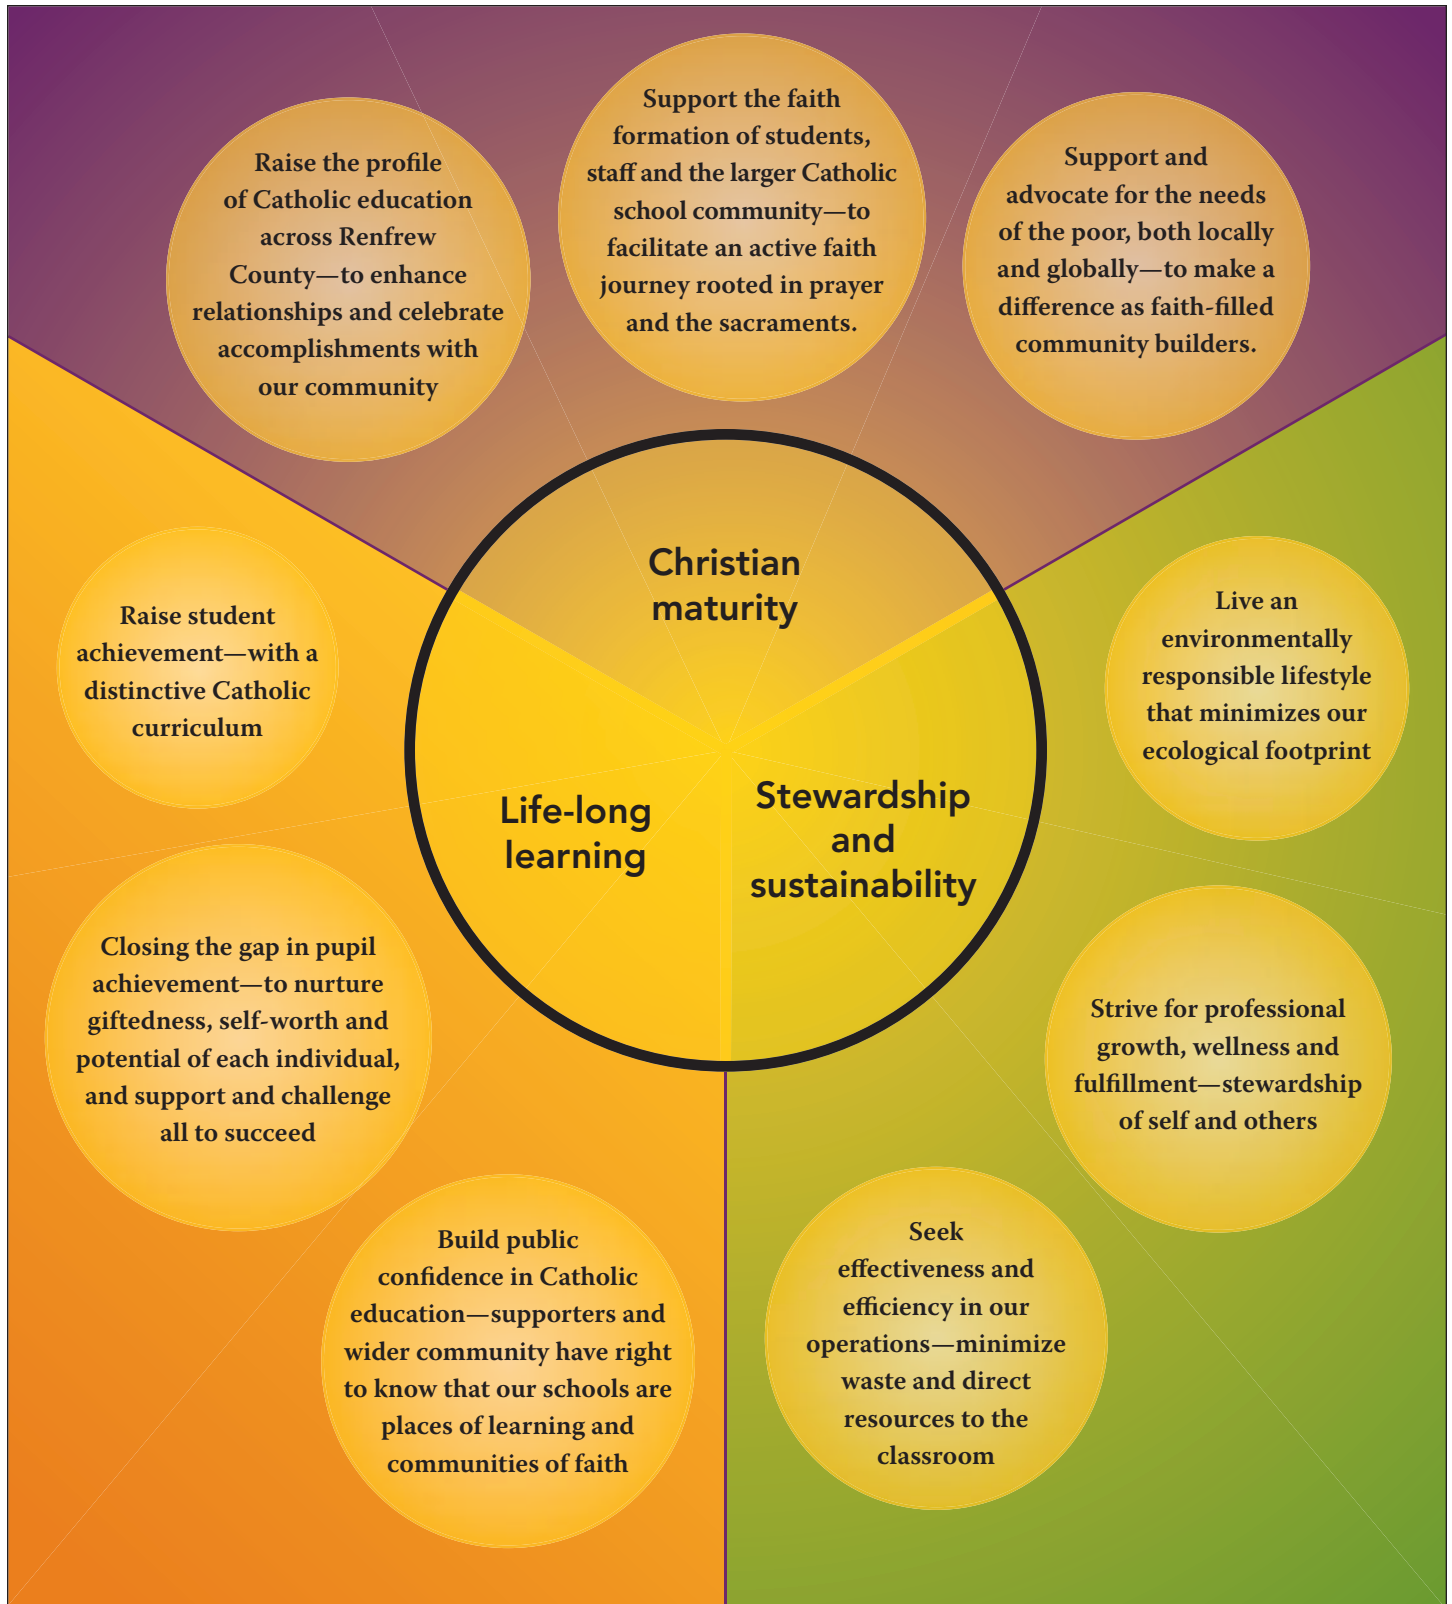 Raise the profile
of Catholic education
across Renfrew
County—to enhance
relationships and celebrate
accomplishments with
our community
Support the faith
formation of students,
staff and the larger Catholic
school community—to
facilitate an active faith
journey rooted in prayer
and the sacraments.
Support and
advocate for the needs
of the poor, both locally
and globally—to make a
difference as faith-filled
community builders.
Christian
maturity
Life-long
learning
Stewardship
and
sustainability
Raise student
achievement—with a
distinctive Catholic
curriculum
Closing the gap in pupil
achievement—to nurture
giftedness, self-worth and
potential of each individual,
and support and challenge
all to succeed
Build public
confidence in Catholic
education—supporters and
wider community have right
to know that our schools are
places of learning and
communities of faith
Live an
environmentally
responsible lifestyle
that minimizes our
ecological footprint
Strive for professional
growth, wellness and
fulfillment—stewardship
of self and others
Seek
effectiveness and
efficiency in our
operations—minimize
waste and direct
resources to the
classroom